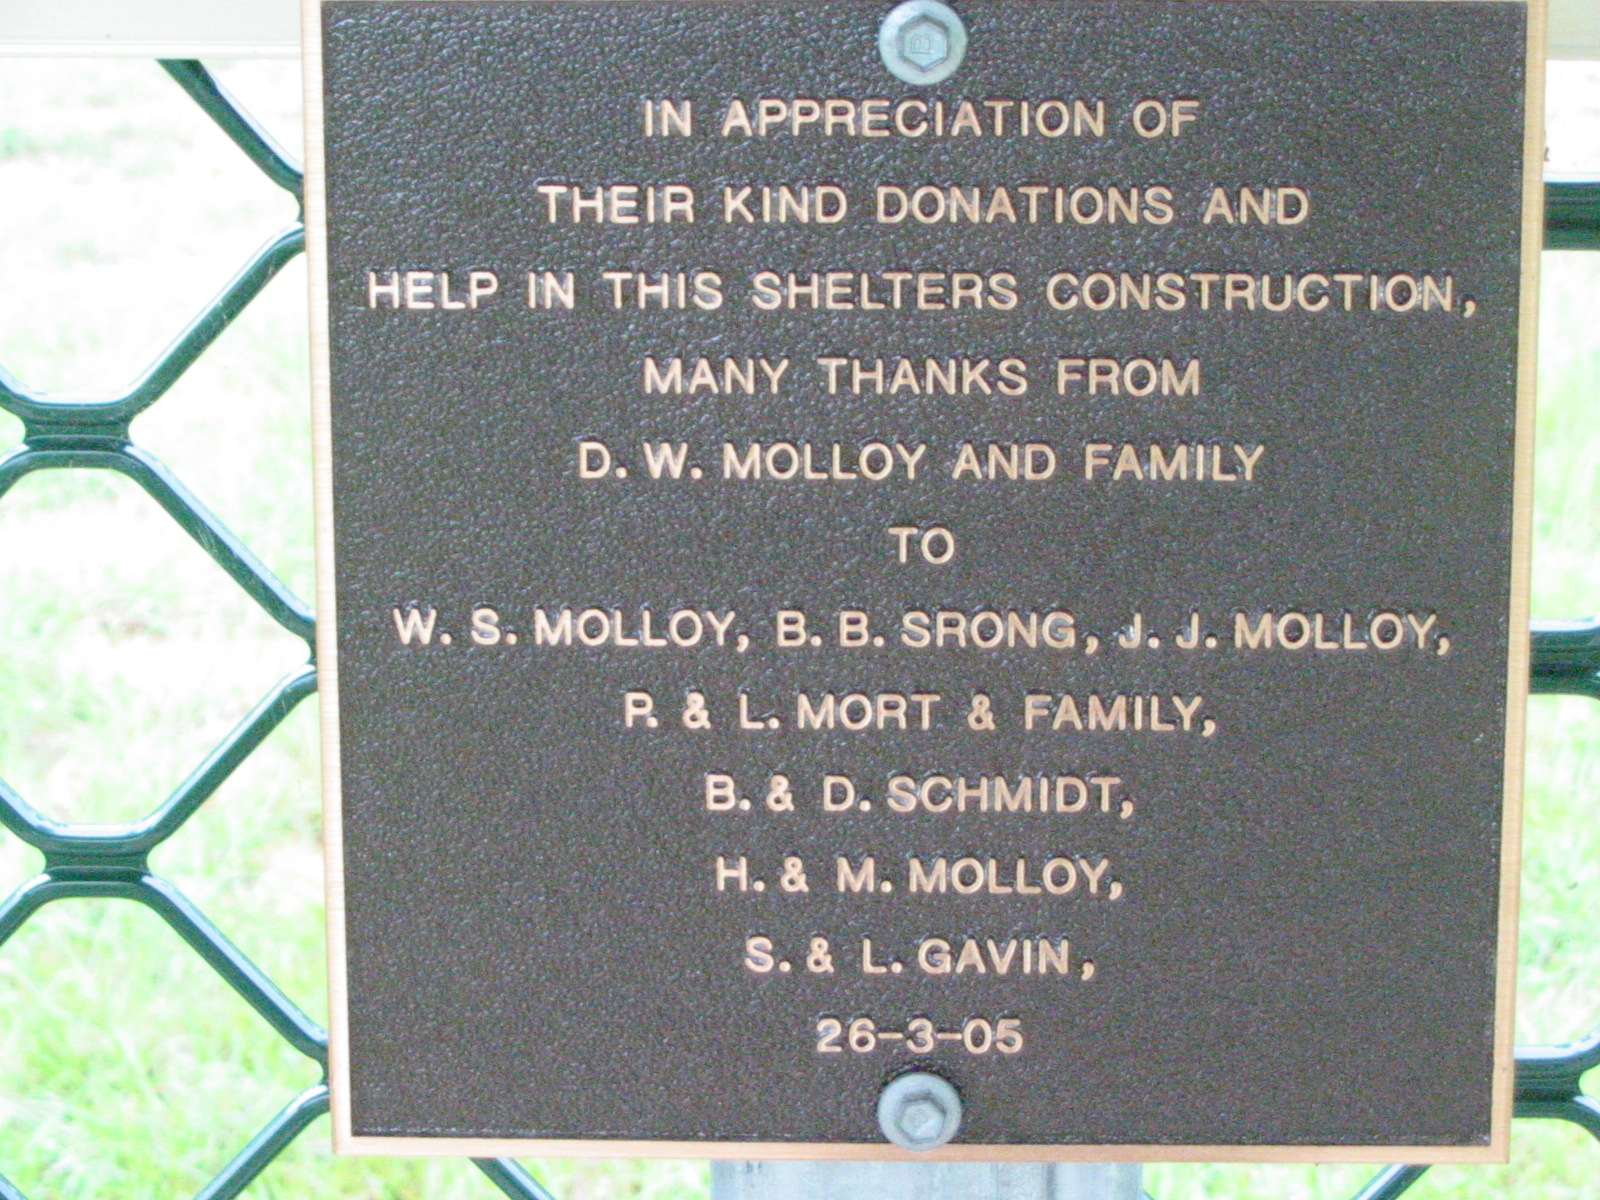 IN APPRECIATION OF
THEIR KIND DONATIONS AND
HELP IN THIS SHELTERS CONSTRUCTION,
MANY THANKS FROM
D. W. MOLLOY AND FAMILY
TO
W. S. MOLLOY, B. B. SRONG, J. J. MOLLOY,
P. & L. MORT & FAMILY,
B. & D. SCHMIDT,
H. & M. MOLLOY,
S. & L. GAVIN,
26-3-05